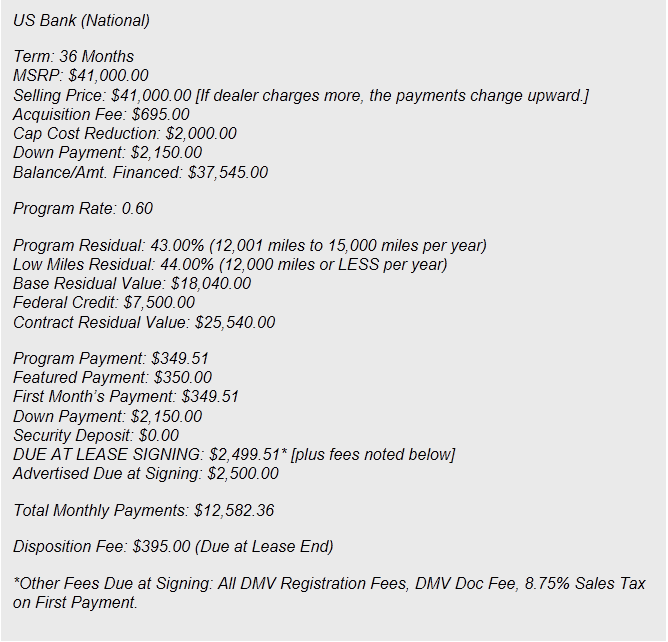 US Bank (National)
Term: 36 Months
MSRP: $41,000.00
Selling Price: $41,000.00 [If dealer charges more, the payments change upward.]
Acquisition Fee: $695.00
Cap Cost Reduction: $2,000.00
Down Payment: $2,150.00
Balance/Amt. Financed: $37,545.00
Program Rate: 0.60
Program Residual: 43.00% (12,001 miles to 15,000 miles per year)
Low Miles Residual: 44.00% (12,000 miles or LESS per year)
Base Residual Value: $18,040.00
Federal Credit: $7,500.00
Contract Residual Value: $25,540.00
Program Payment: $349.51
Featured Payment: $350.00
First Month's Payment: $349.51
Down Payment: $2,150.00
Security Deposit: $0.00
DUE AT LEASE SIGNING: $2,499.51* [plus fees noted below]
Advertised Due at Signing: $2,500.00
Total Monthly Payments: $12,582.36
Disposition Fee: $395.00 (Due at Lease End)
*Other Fees Due at Signing: All DMV Registration Fees, DMV Doc Fee, 8.75% Sales Tax
on First Payment.